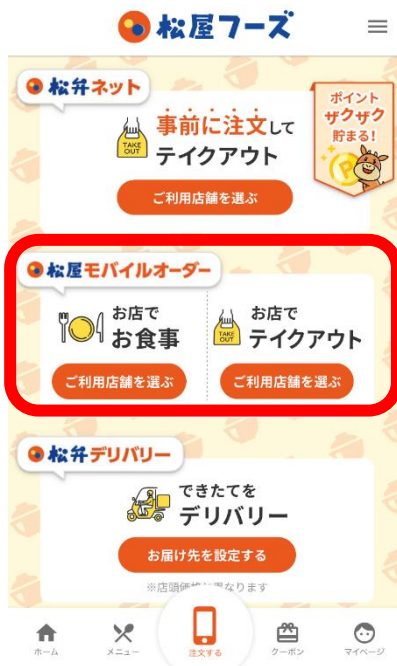 松屋フーズ
松弁ネット
ポイント
ザクザク
貯まる!
事前に注文して
テイクアウト
TAKE
OUT
ご利用店舗を選ぶ
松屋モバイルオーダー
お店で
お食事
ご利用店舗を選ぶ
お店で
テイクアウト
TAKE
OUT
ご利用店舗を選ぶ
松弁デリバリー
できたてを
デリバリー
お届け先を設定する
※店頭価格と異なります
ホーム
メニュー
注文する
クーポン
マイページ